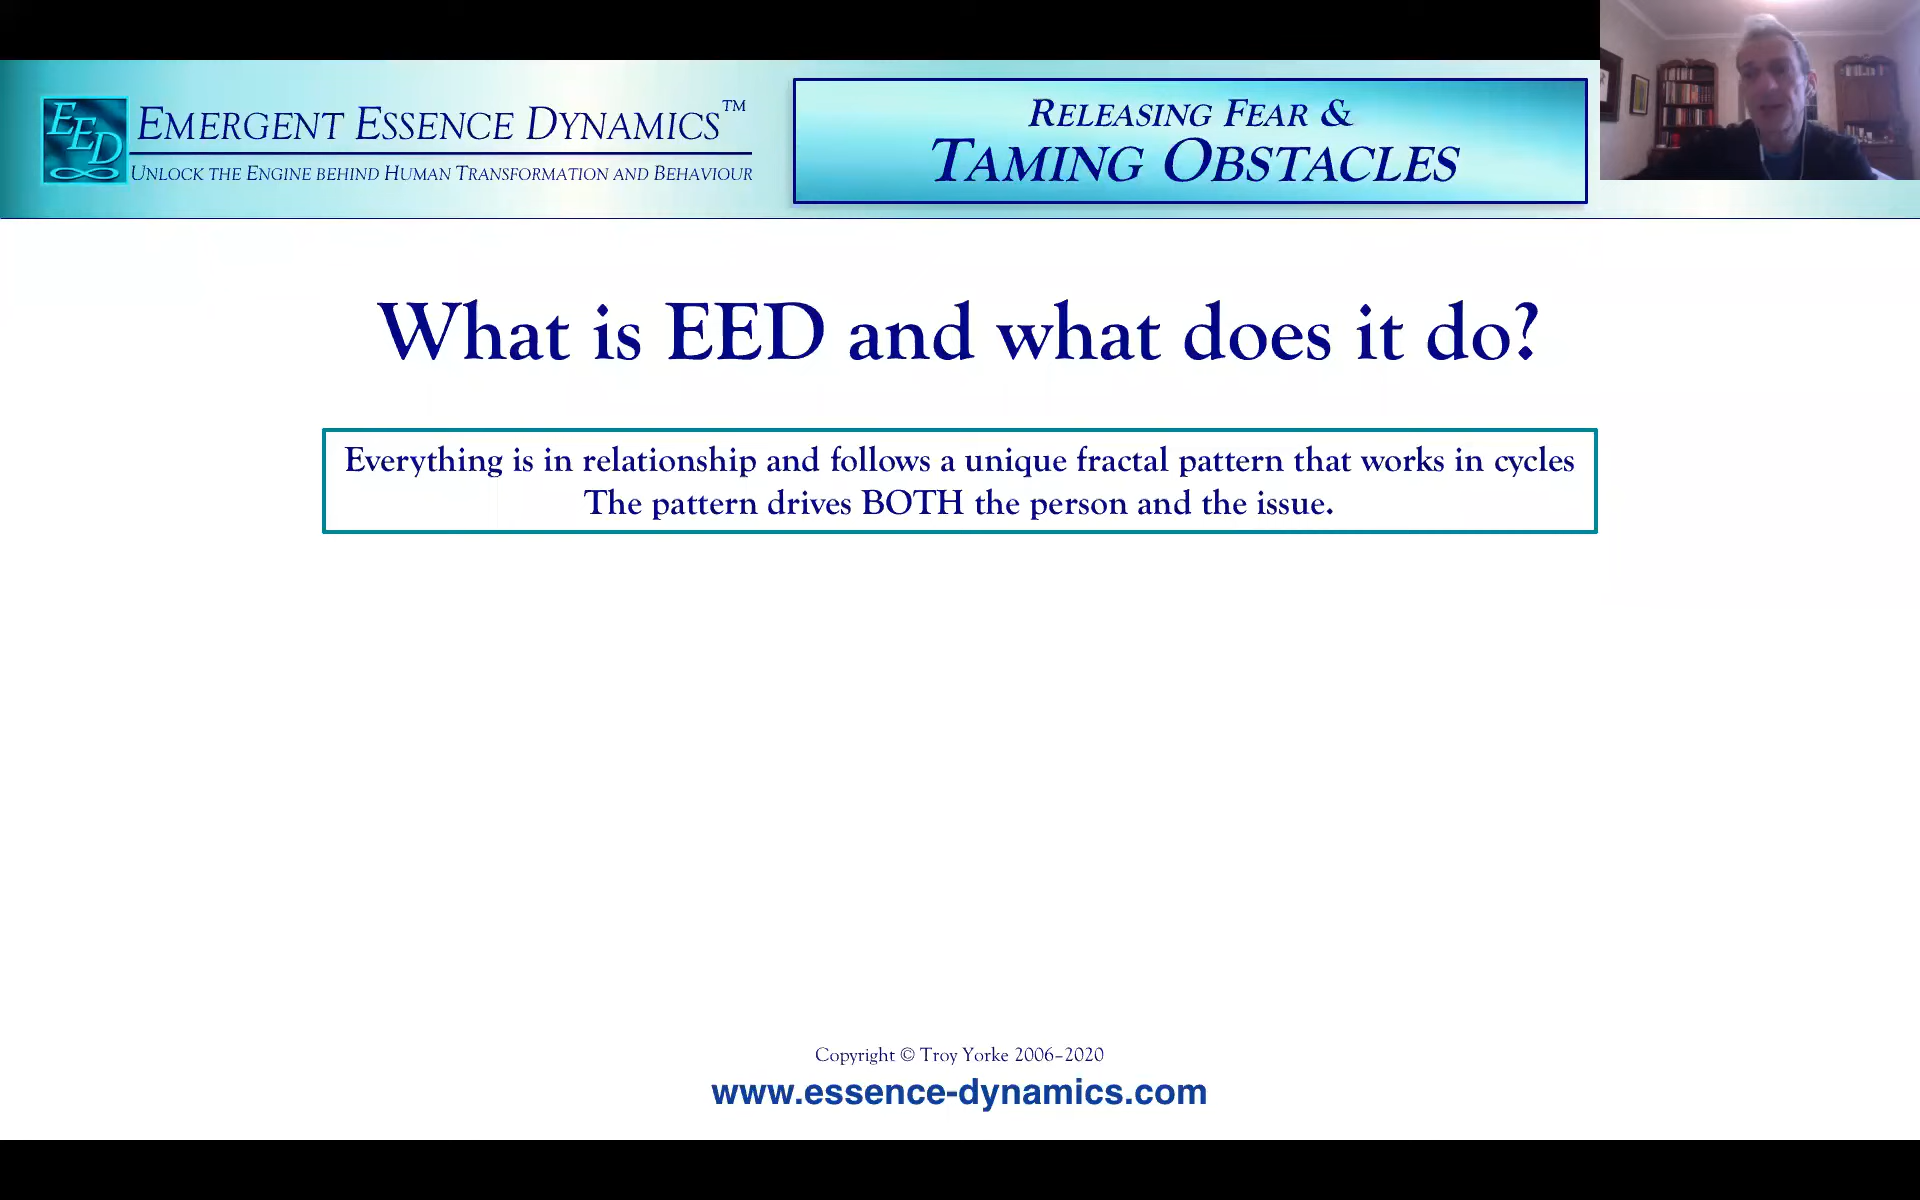 EED
EMERGENT ESSENCE DYNAMICS™
UNLOCK THE ENGINE BEHIND HUMAN TRANSFORMATION AND BEHAVIOUR
RELEASING FEAR &
TAMING OBSTACLES
What is EED and what does it do?
Everything is in relationship and follows a unique fractal pattern that works in cycles
The pattern drives BOTH the person and the issue.
Copyright © Troy Yorke 2006–2020
www.essence-dynamics.com